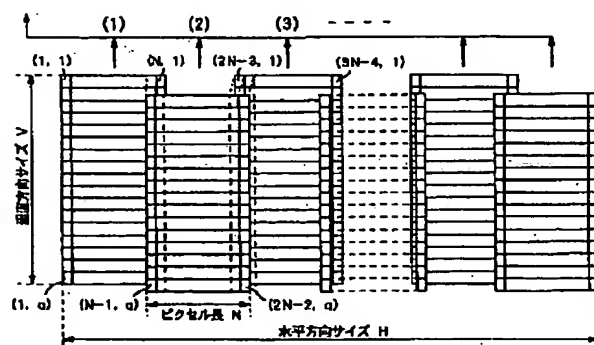 (1) (2) (3)
(1, 1) (N, 1) (2N-3, 1) (3N-4, 1)
垂直方向サイズ V
(1, a) (N-1, a) (2N-2, a)
ピクセル長 N
水平方向サイズ H